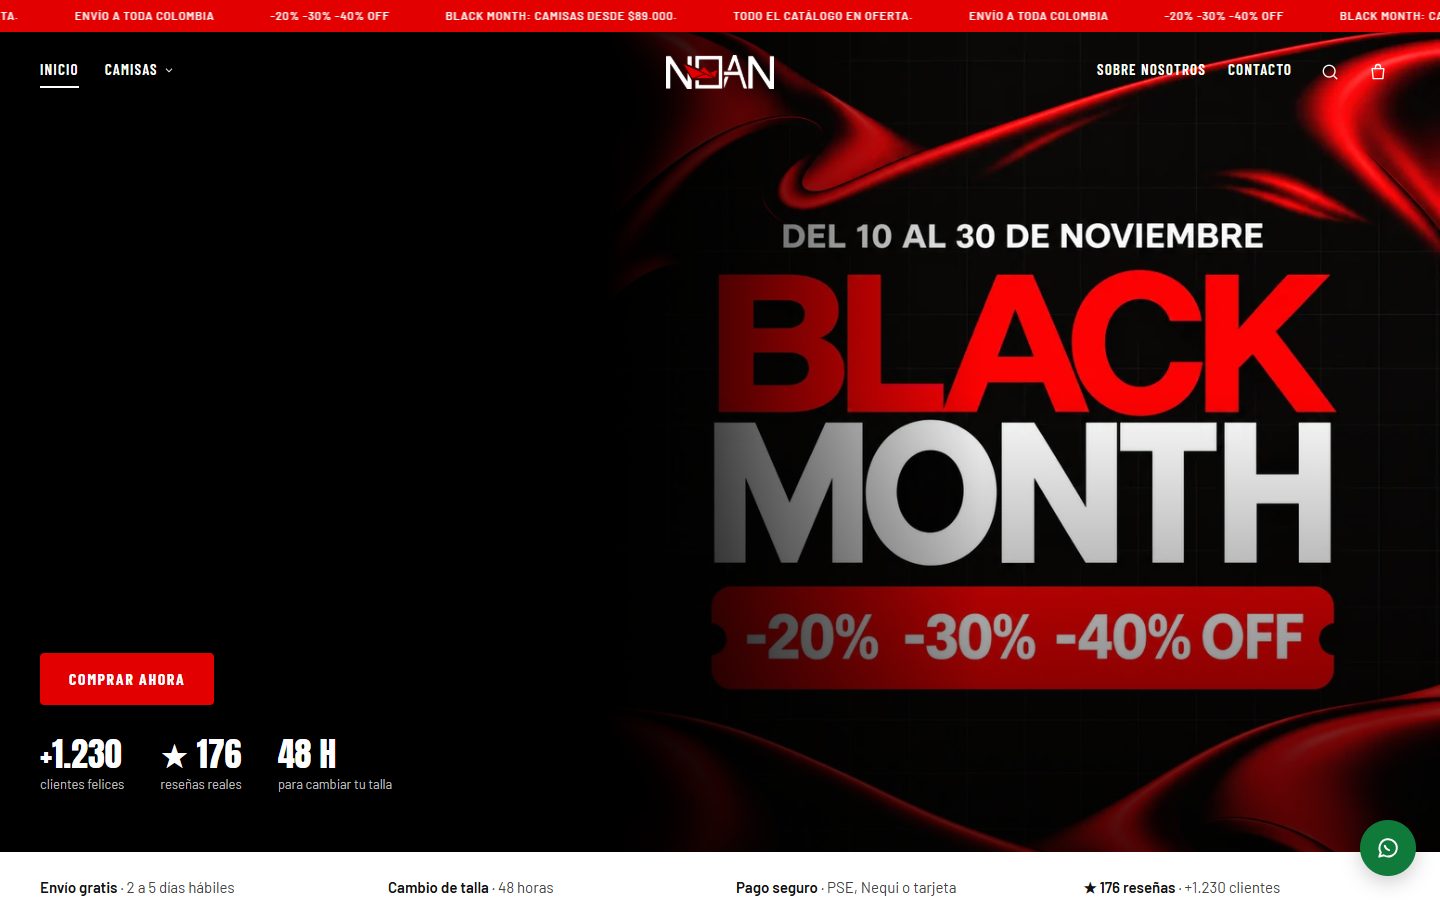 TA.
ENVÍO A TODA COLOMBIA
-20% -30% -40% OFF
BLACK MONTH: CAMISAS DESDE $89.000.
TODO EL CATÁLOGO EN OFERTA.
ENVÍO A TODA COLOMBIA
-20% -30% -40% OFF
BLACK MONTH: CA
INICIO
CAMISAS
NOAN
SOBRE NOSOTROS
CONTACTO
DEL 10 AL 30 DE NOVIEMBRE
BLACK
MONTH
-20% -30% -40% OFF
COMPRAR AHORA
+1.230
clientes felices
★ 176
reseñas reales
48 H
para cambiar tu talla
Envío gratis · 2 a 5 días hábiles
Cambio de talla · 48 horas
Pago seguro · PSE, Nequi o tarjeta
★ 176 reseñas · +1.230 clientes